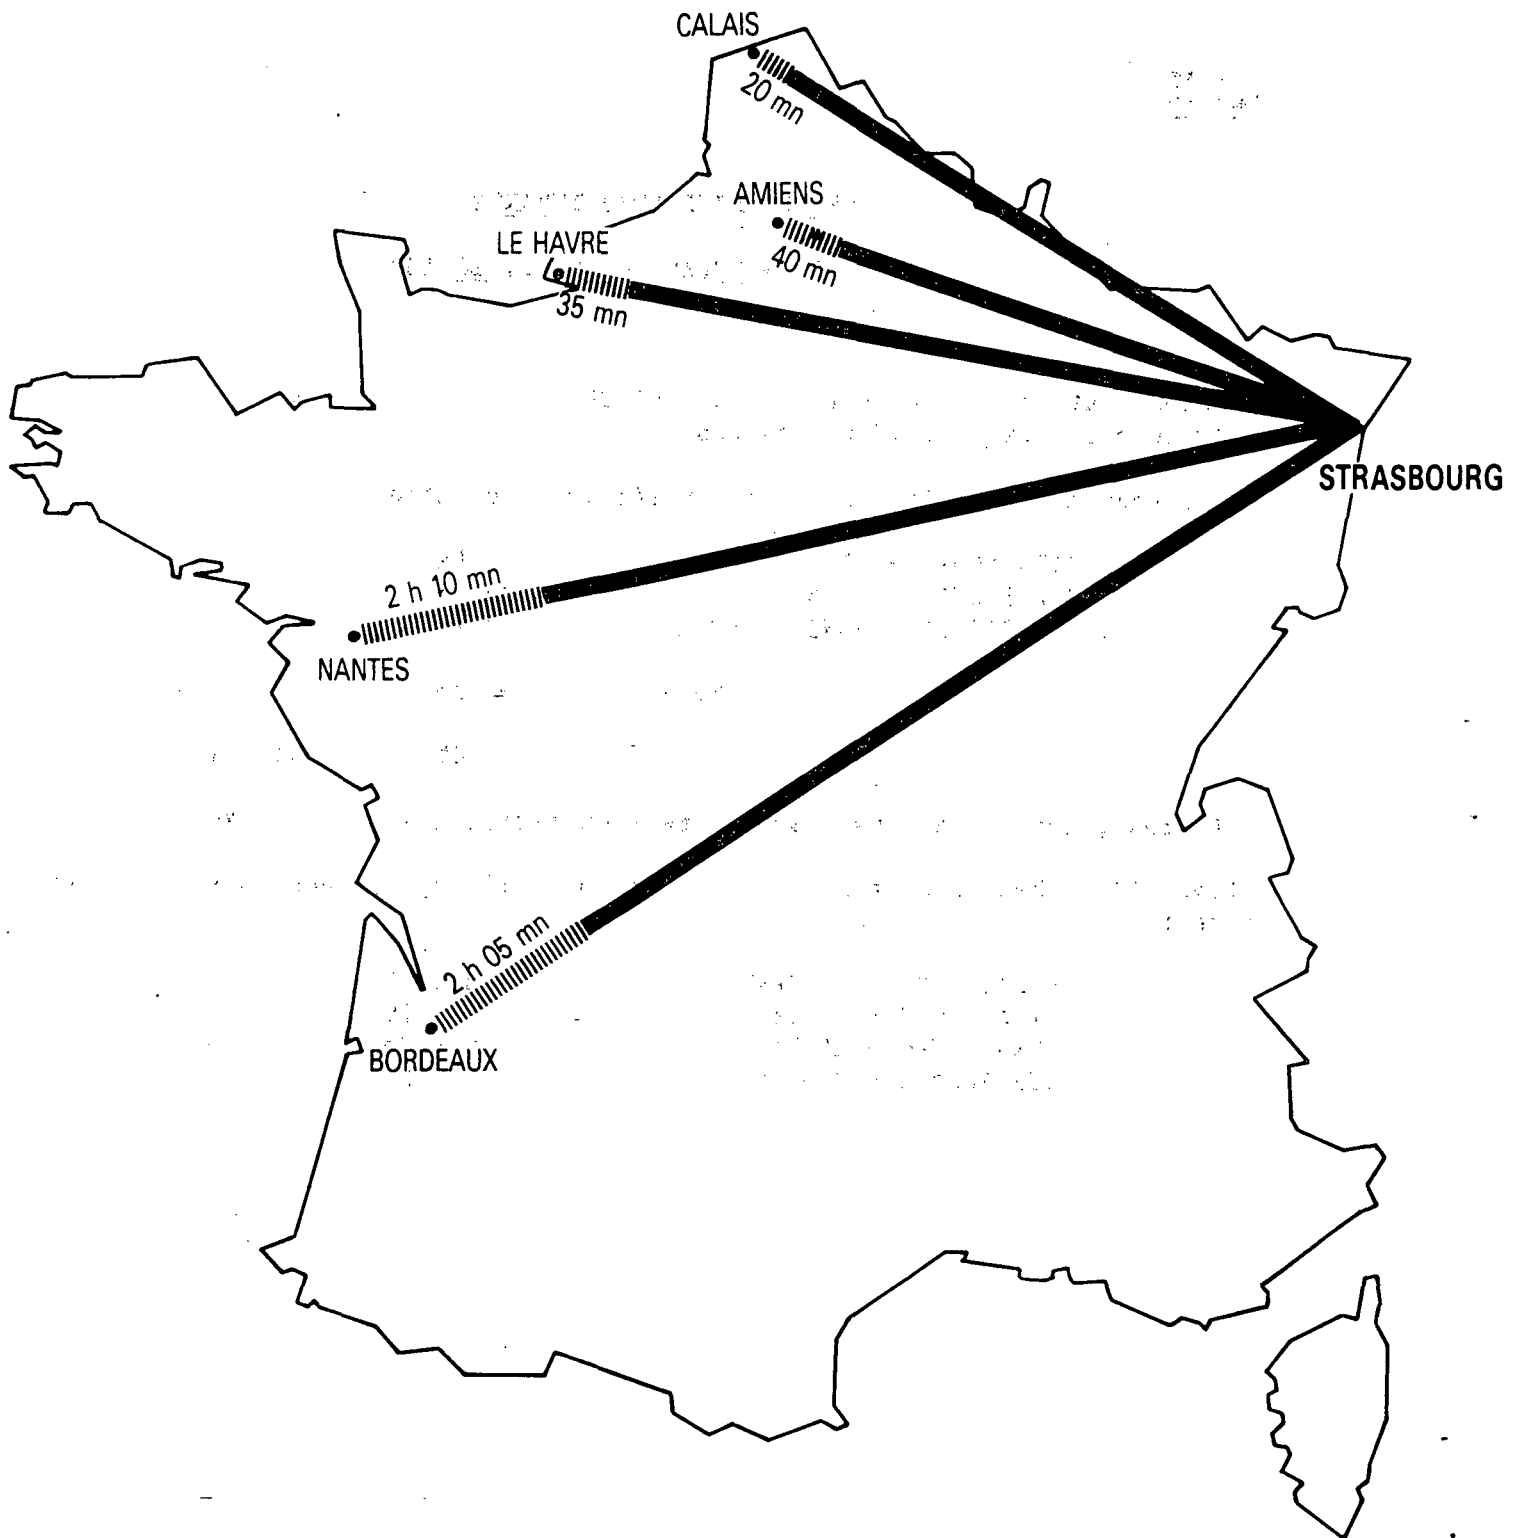 CALAIS
20 mn
AMIENS
40 mn
LE HAVRE
35 mn
STRASBOURG
2 h 10 mn
NANTES
2 h 05 mn
BORDEAUX